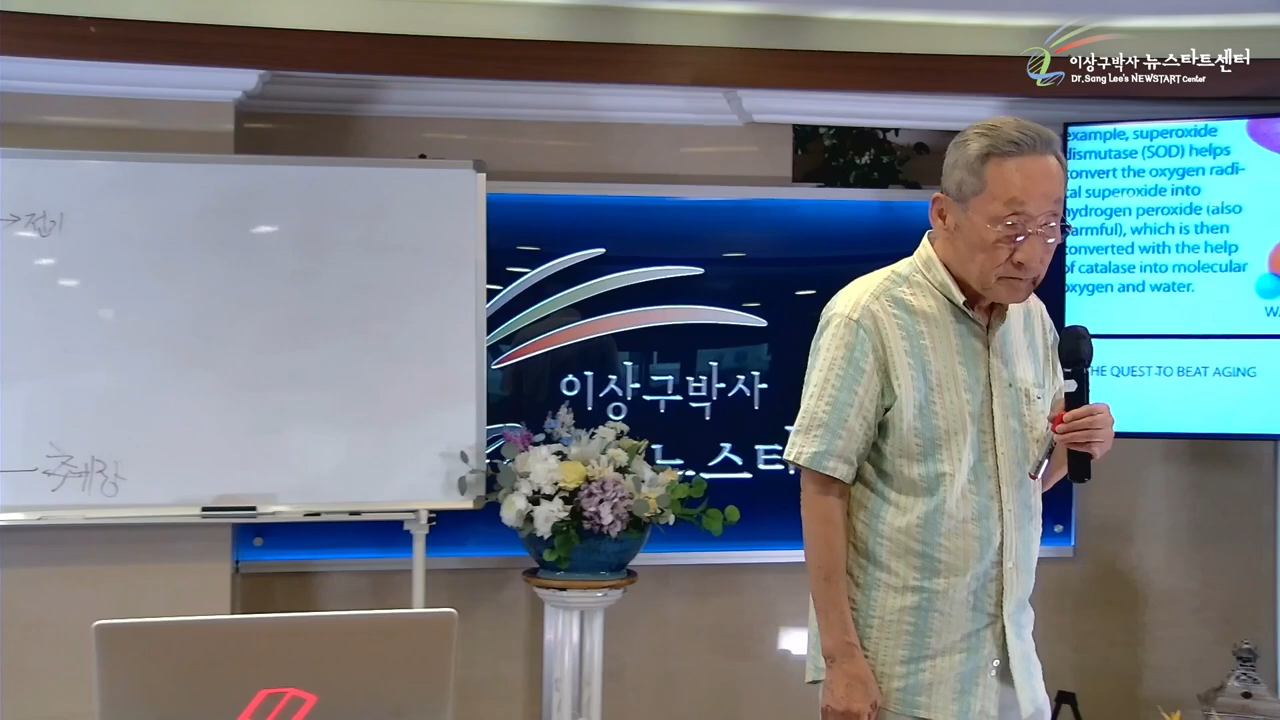 이상구박사 뉴스타트센터
Dr.Sang Lee's NEWSTART Center
example, superoxide
dismutase (SOD) helps
convert the oxygen radi-
cal superoxide into
hydrogen peroxide (also
harmful), which is then
converted with the help
of catalase into molecular
oxygen and water.
THE QUEST TO BEAT AGING
→전기
이상구박사
뉴스타